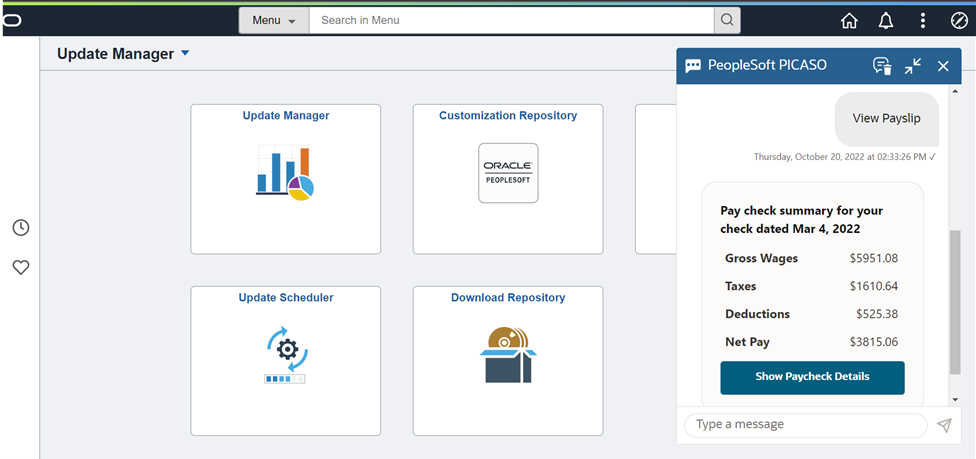 Menu
Search in Menu
Update Manager
PeopleSoft PICASO
View Payslip
Thursday, October 20, 2022 at 02:33:26 PM ✓
Update Manager
Customization Repository
ORACLE
PEOPLESOFT
Pay check summary for your
check dated Mar 4, 2022
Gross Wages $5951.08
Taxes $1610.64
Deductions $525.38
Net Pay $3815.06
Show Paycheck Details
Update Scheduler
Download Repository
Type a message